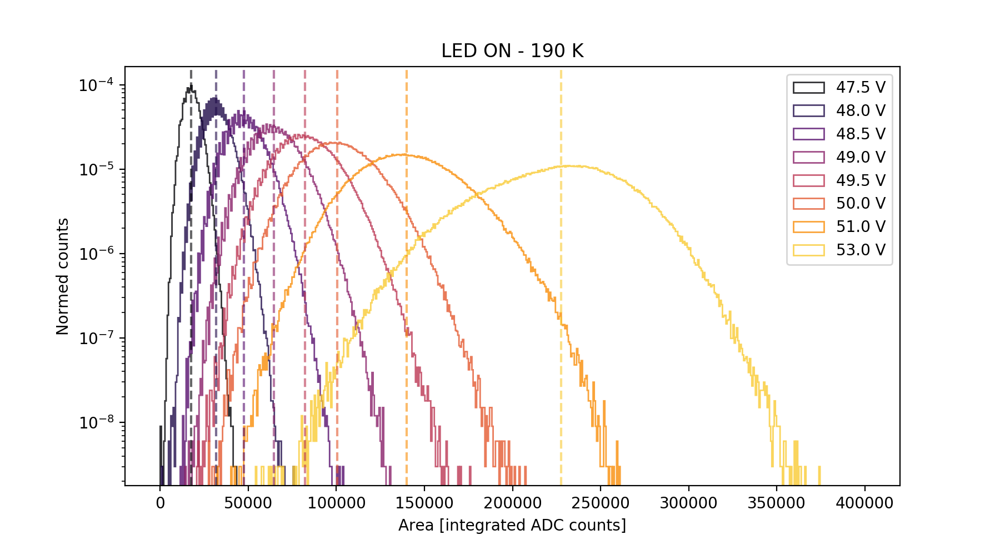 LED ON - 190 K
Normed counts
10⁻⁴
10⁻⁵
10⁻⁶
10⁻⁷
10⁻⁸
47.5 V
48.0 V
48.5 V
49.0 V
49.5 V
50.0 V
51.0 V
53.0 V
0 50000 100000 150000 200000 250000 300000 350000 400000
Area [integrated ADC counts]